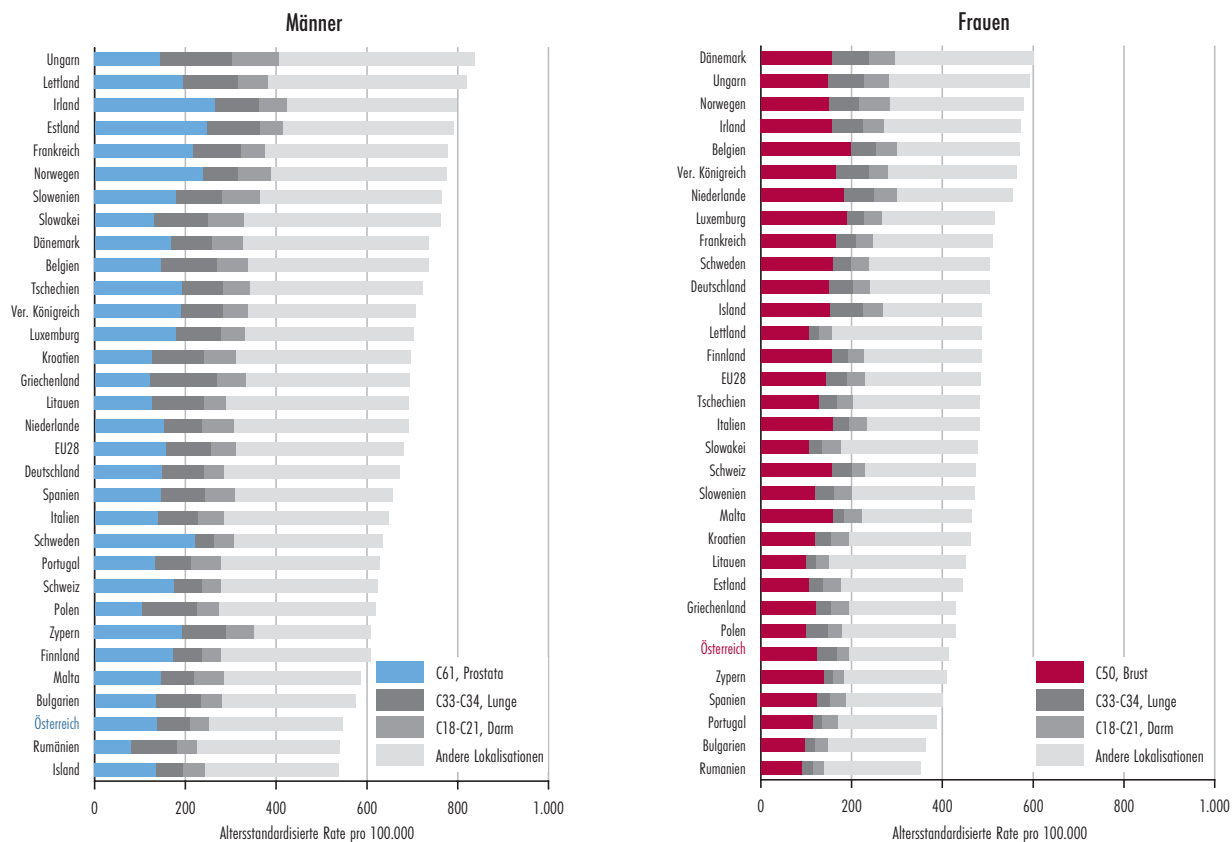 Männer
Ungarn
Lettland
Irland
Estland
Frankreich
Norwegen
Slowenien
Slowakei
Dänemark
Belgien
Tschechien
Ver. Königreich
Luxemburg
Kroatien
Griechenland
Litauen
Niederlande
EU28
Deutschland
Spanien
Italien
Schweden
Portugal
Schweiz
Polen
Zypern
Finnland
Malta
Bulgarien
Österreich
Rumänien
Island
C61, Prostata
C33-C34, Lunge
C18-C21, Darm
Andere Lokalisationen
0 200 400 600 800 1.000
Altersstandardisierte Rate pro 100.000
Frauen
Dänemark
Ungarn
Norwegen
Irland
Belgien
Ver. Königreich
Niederlande
Luxemburg
Frankreich
Schweden
Deutschland
Island
Lettland
Finnland
EU28
Tschechien
Italien
Slowakei
Schweiz
Slowenien
Malta
Kroatien
Litauen
Estland
Griechenland
Polen
Österreich
Zypern
Spanien
Portugal
Bulgarien
Rumanien
C50, Brust
C33-C34, Lunge
C18-C21, Darm
Andere Lokalisationen
0 200 400 600 800 1.000
Altersstandardisierte Rate pro 100.000